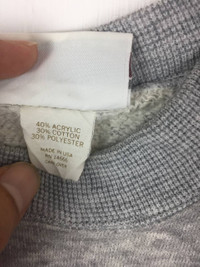 40% ACRYLIC
30% COTTON
30% POLYESTER
MADE IN USA